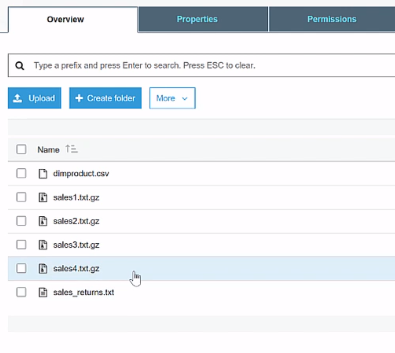 Overview Properties Permissions
Type a prefix and press Enter to search. Press ESC to clear.
Upload + Create folder More
Name
dimproduct.csv
sales1.txt.gz
sales2.txt.gz
sales3.txt.gz
sales4.txt.gz
sales_returns.txt